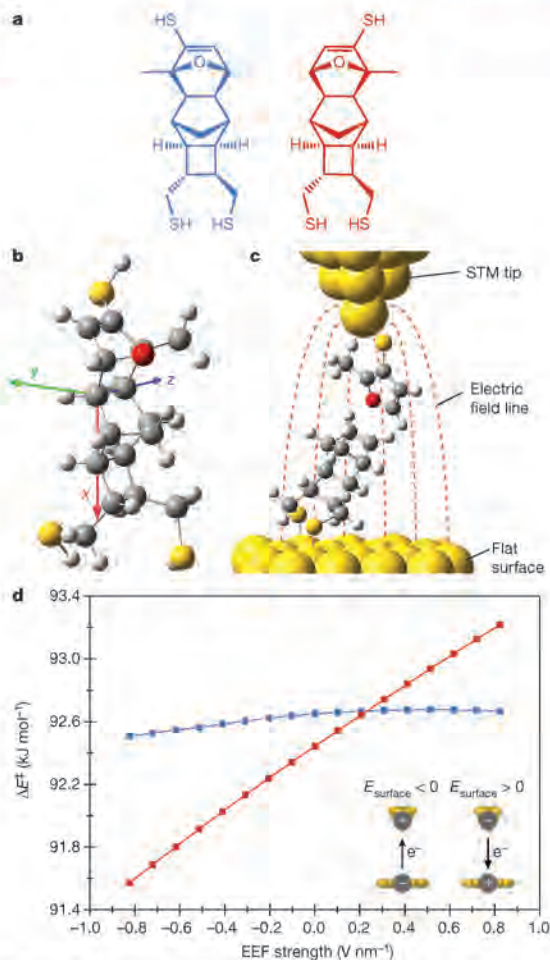 a
HS
SH
O
O
H
H
H
H
SH
HS
SH
HS
b
c
y
z
x
STM tip
Electric
field line
Flat
surface
d
93.4
93.0
92.6
92.2
91.8
91.4
ΔE‡ (kJ mol⁻¹)
E surface < 0
E surface > 0
e⁻
e⁻
−1.0 −0.8 −0.6 −0.4 −0.2 0.0 0.2 0.4 0.6 0.8 1.0
EEF strength (V nm⁻¹)